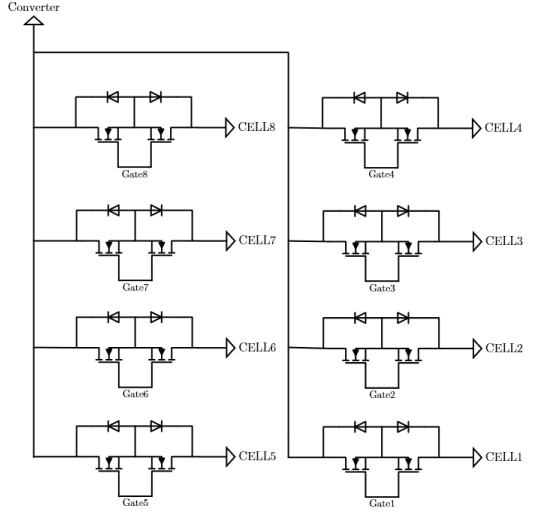 Converter
CELL8
Gate8
CELL4
Gate4
CELL7
Gate7
CELL3
Gate3
CELL6
Gate6
CELL2
Gate2
CELL5
Gate5
CELL1
Gate1